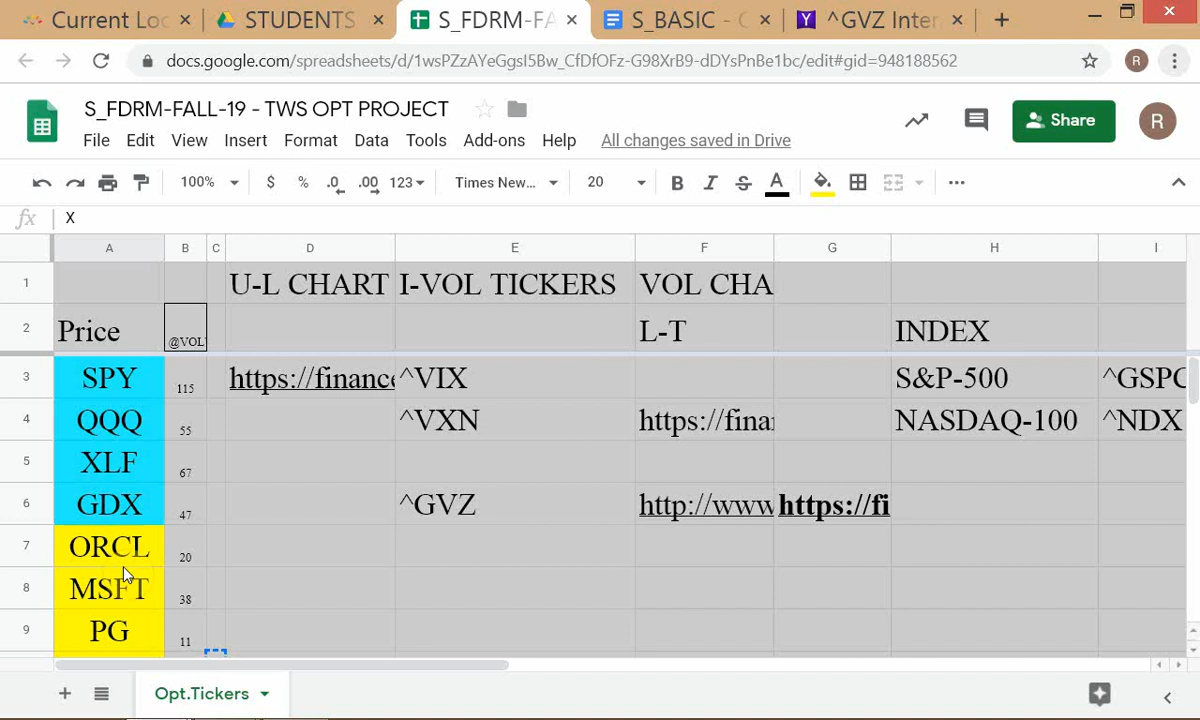 Current Loc × STUDENTS × S_FDRM-FA × S_BASIC - × ^GVZ Inter × +
docs.google.com/spreadsheets/d/1wsPZzAYeGgsI5Bw_CfDfOFz-G98XrB9-dDYsPnBe1bc/edit#gid=948188562 R
S_FDRM-FALL-19 - TWS OPT PROJECT
File Edit View Insert Format Data Tools Add-ons Help All changes saved in Drive
Share R
100% $ % .0 .00 123 Times New... 20 B I S A ...
fx X
A B C D E F G H I
1 U-L CHART I-VOL TICKERS VOL CHA
2 Price @VOL L-T INDEX
3 SPY 115 https://finance ^VIX S&P-500 ^GSPC
4 QQQ 55 ^VXN https://fina NASDAQ-100 ^NDX
5 XLF 67
6 GDX 47 ^GVZ http://www https://fi
7 ORCL 20
8 MSFT 38
9 PG 11
+ Opt.Tickers